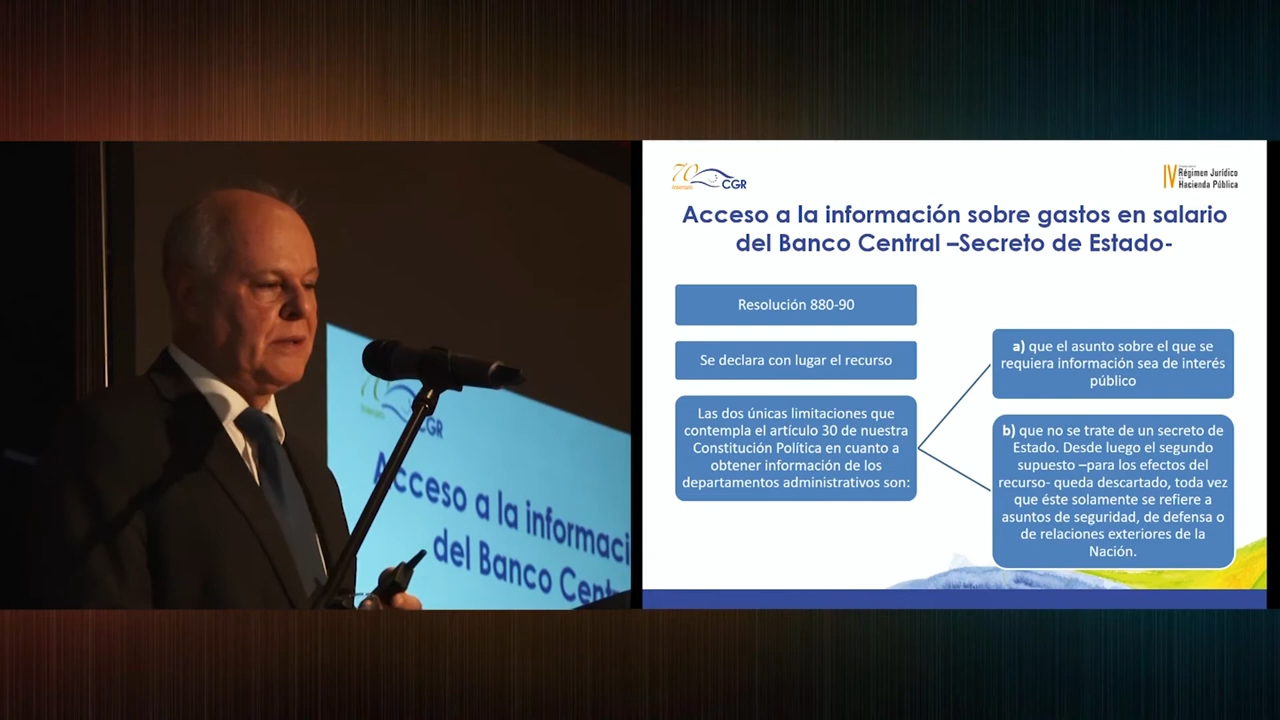 Acceso a la informaci
del Banco Cent
CGR
70
Aniversario
CGR
IV
Régimen Jurídico
Hacienda Pública
Acceso a la información sobre gastos en salario
del Banco Central –Secreto de Estado-
Resolución 880-90
Se declara con lugar el recurso
Las dos únicas limitaciones que
contempla el artículo 30 de nuestra
Constitución Política en cuanto a
obtener información de los
departamentos administrativos son:
a) que el asunto sobre el que se
requiera información sea de interés
público
b) que no se trate de un secreto de
Estado. Desde luego el segundo
supuesto –para los efectos del
recurso- queda descartado, toda vez
que éste solamente se refiere a
asuntos de seguridad, de defensa o
de relaciones exteriores de la
Nación.